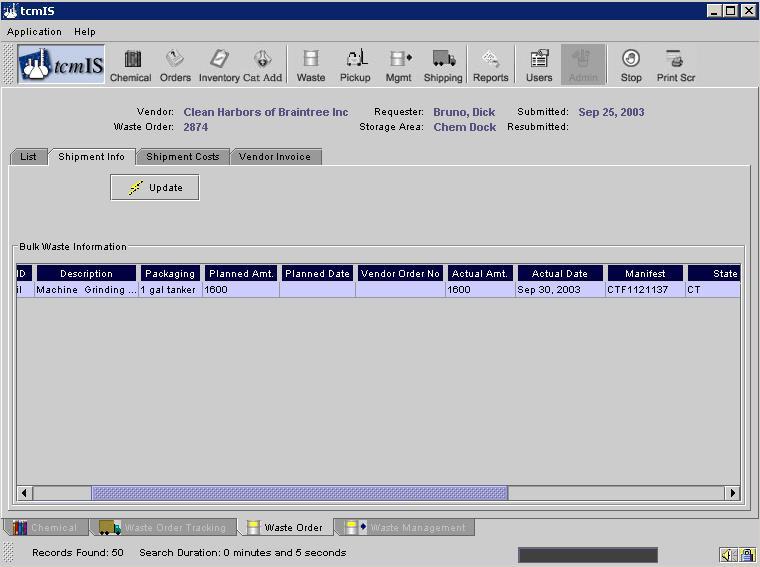 tcmIS
Application Help
tcmIS Chemical Orders Inventory Cat Add Waste Pickup Mgmt Shipping Reports Users Admin Stop Print Scr
Vendor: Clean Harbors of Braintree Inc Requester: Bruno, Dick Submitted: Sep 25, 2003
Waste Order: 2874 Storage Area: Chem Dock Resubmitted:
List Shipment Info Shipment Costs Vendor Invoice
Update
Bulk Waste Information
ID Description Packaging Planned Amt. Planned Date Vendor Order No Actual Amt. Actual Date Manifest State
il Machine Grinding ... 1 gal tanker 1600 1600 Sep 30, 2003 CTF1121137 CT
Chemical Waste Order Tracking Waste Order Waste Management
Records Found: 50 Search Duration: 0 minutes and 5 seconds